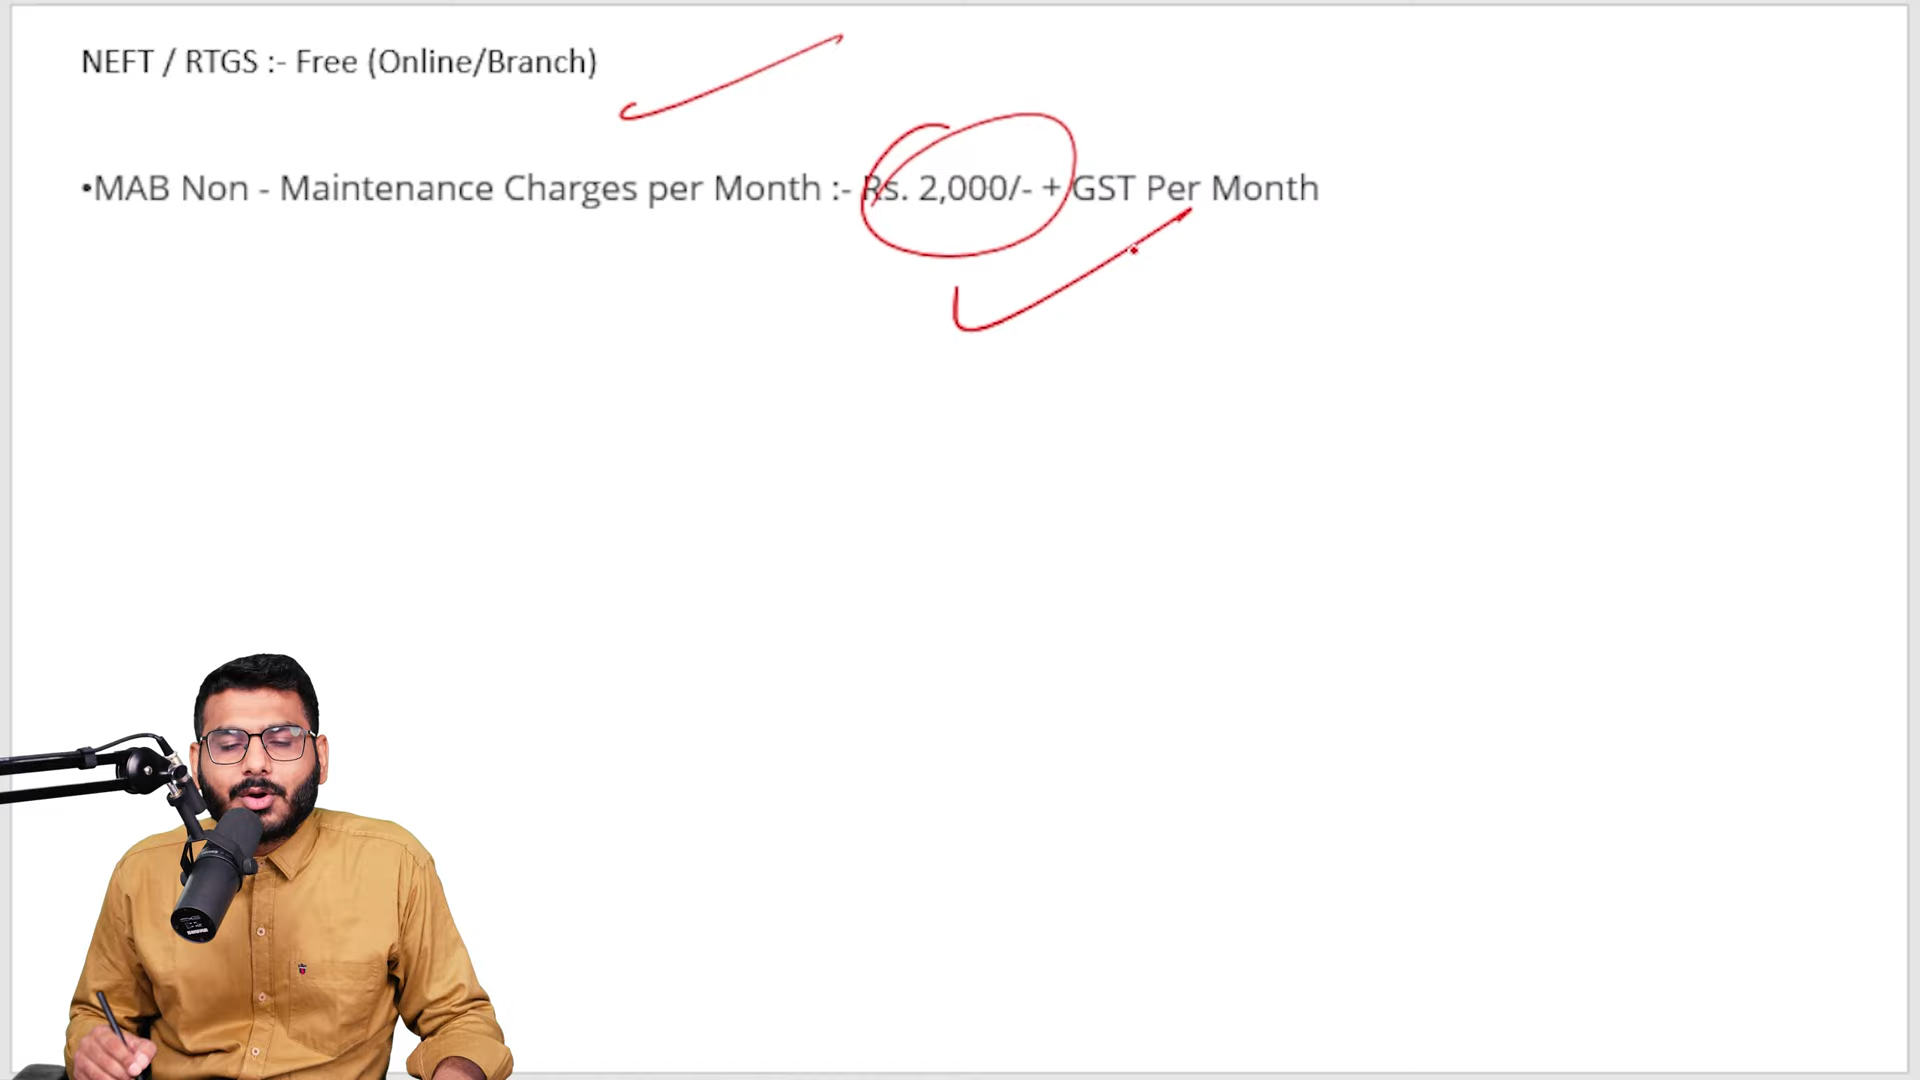 NEFT / RTGS :- Free (Online/Branch)
•MAB Non - Maintenance Charges per Month :- Rs. 2,000/- + GST Per Month